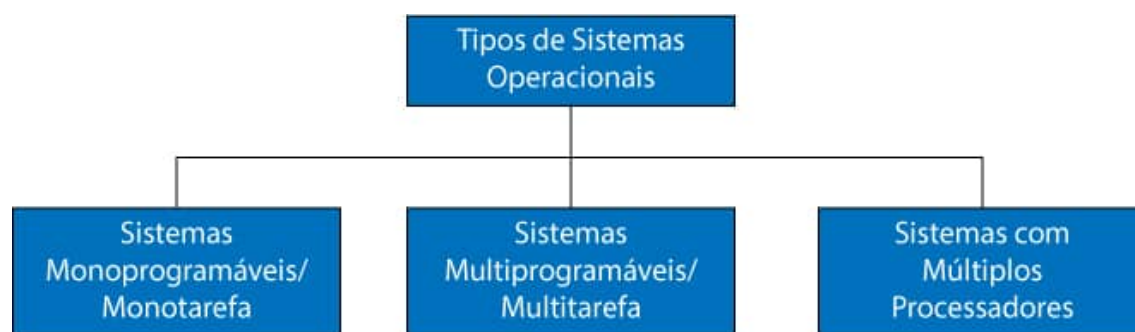 Tipos de Sistemas
Operacionais
Sistemas
Monoprogramáveis/
Monotarefa
Sistemas
Multiprogramáveis/
Multitarefa
Sistemas com
Múltiplos
Processadores